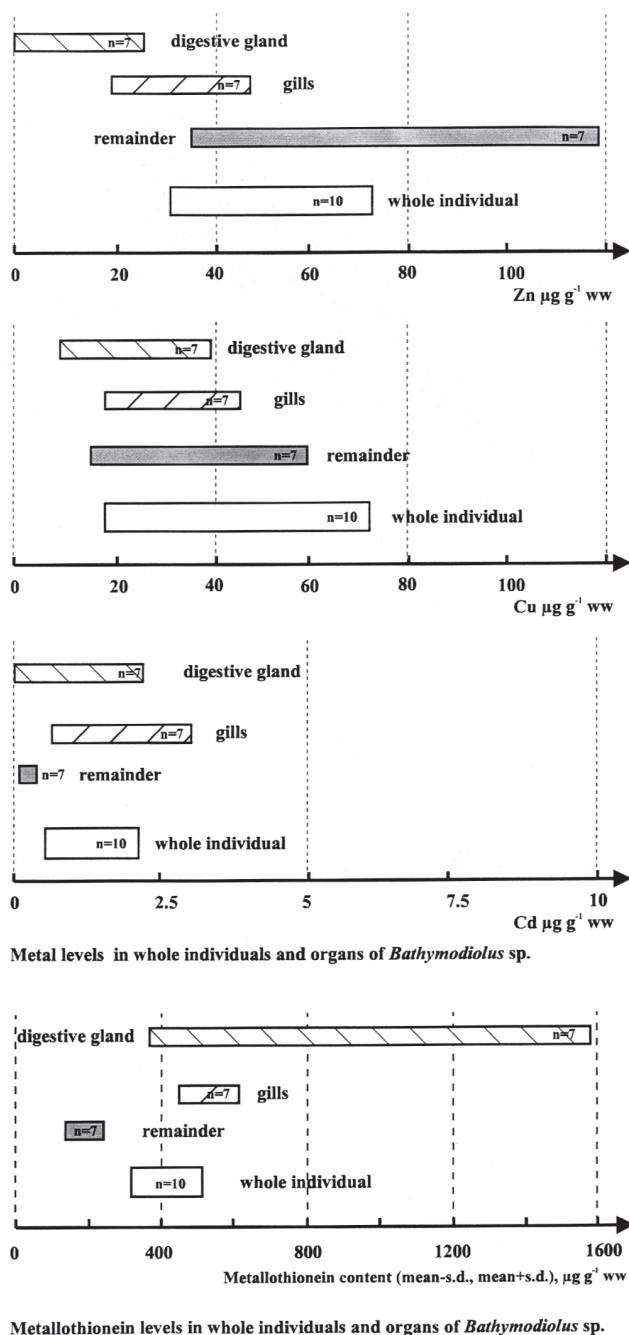 n=7 digestive gland
n=7 gills
remainder n=7
n=10 whole individual
0 20 40 60 80 100
Zn µg g-1 ww
n=7 digestive gland
n=7 gills
n=7 remainder
n=10 whole individual
0 20 40 60 80 100
Cu µg g-1 ww
n=7 digestive gland
n=7 gills
n=7 remainder
n=10 whole individual
0 2.5 5 7.5 10
Cd µg g-1 ww
Metal levels in whole individuals and organs of Bathymodiolus sp.
digestive gland n=7
n=7 gills
n=7 remainder
n=10 whole individual
0 400 800 1200 1600
Metallothionein content (mean-s.d., mean+s.d.), µg g-1 ww
Metallothionein levels in whole individuals and organs of Bathymodiolus sp.